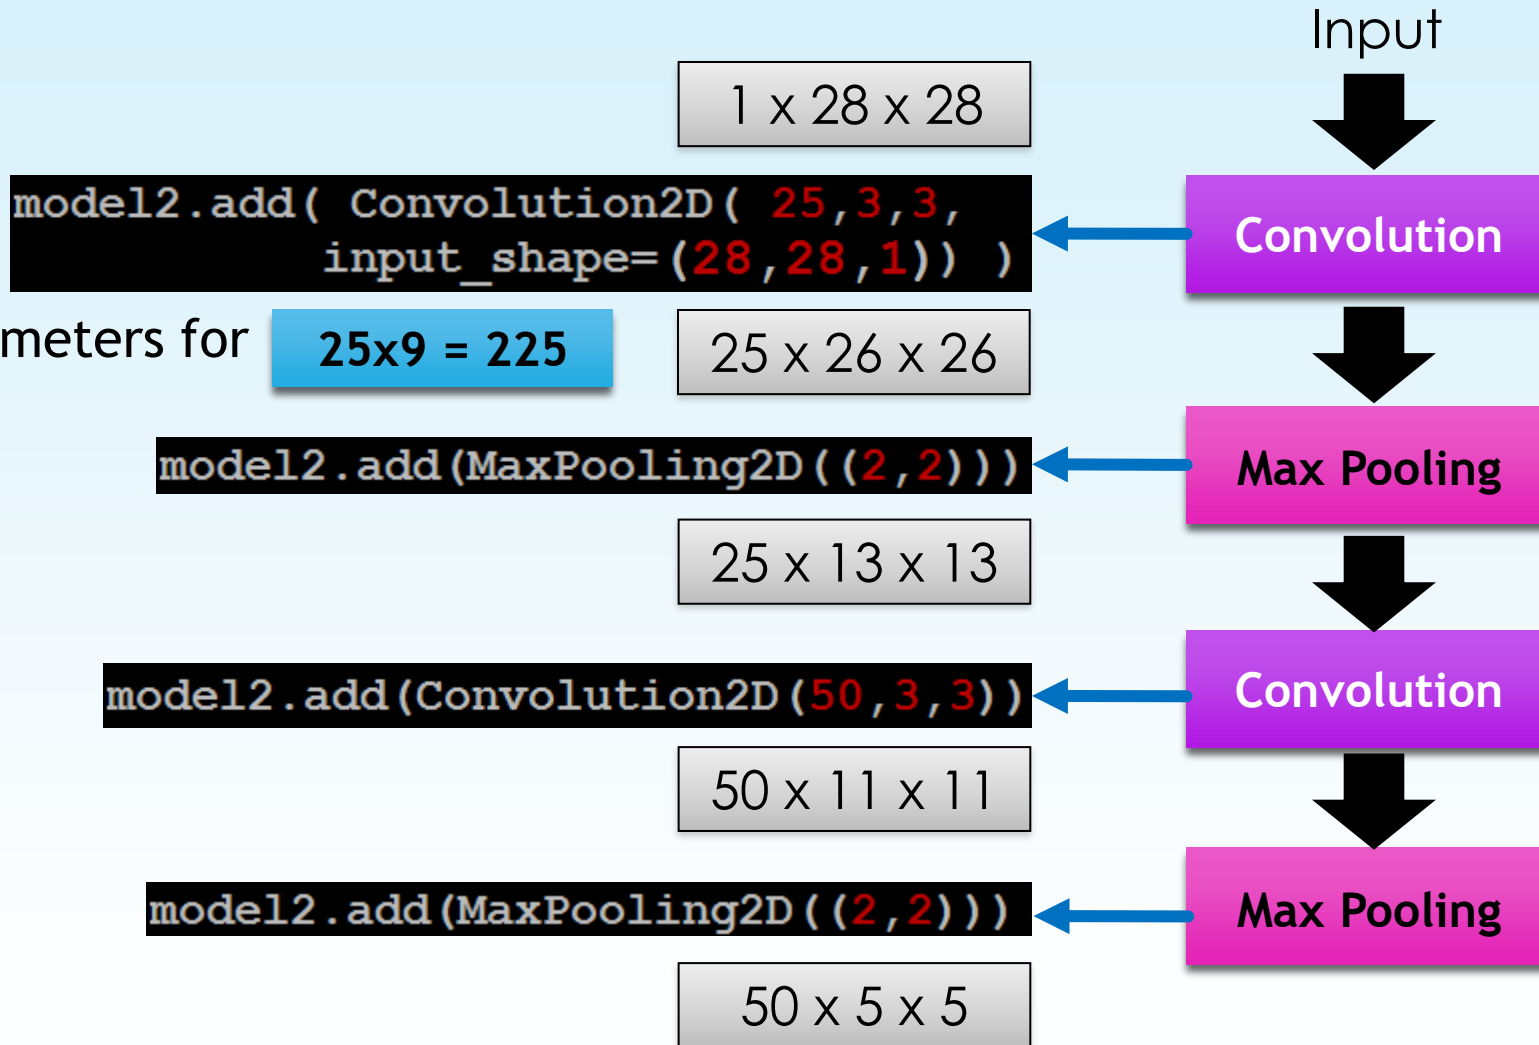 Input
1 x 28 x 28
model2.add( Convolution2D( 25,3,3,
input_shape=(28,28,1)) )
Convolution
meters for
25x9 = 225
25 x 26 x 26
model2.add(MaxPooling2D((2,2)))
Max Pooling
25 x 13 x 13
model2.add(Convolution2D(50,3,3))
Convolution
50 x 11 x 11
model2.add(MaxPooling2D((2,2)))
Max Pooling
50 x 5 x 5